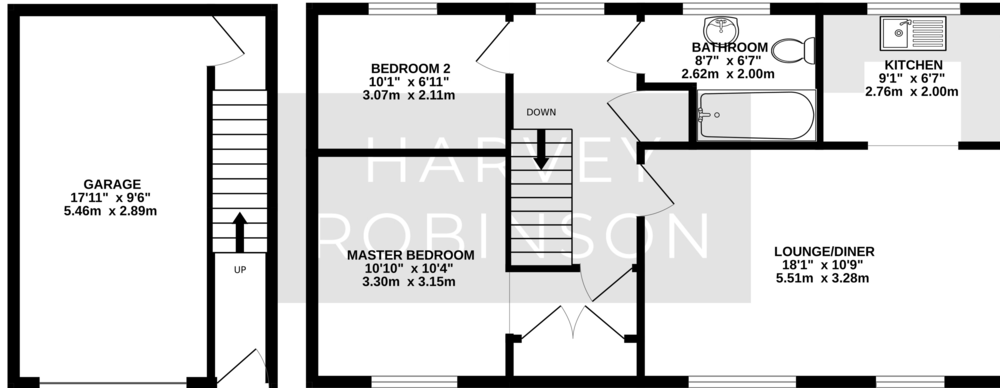 GARAGE
17'11" x 9'6"
5.46m x 2.89m
UP
BEDROOM 2
10'1" x 6'11"
3.07m x 2.11m
DOWN
BATHROOM
8'7" x 6'7"
2.62m x 2.00m
KITCHEN
9'1" x 6'7"
2.76m x 2.00m
HARVEY
ROBINSON
MASTER BEDROOM
10'10" x 10'4"
3.30m x 3.15m
LOUNGE/DINER
18'1" x 10'9"
5.51m x 3.28m